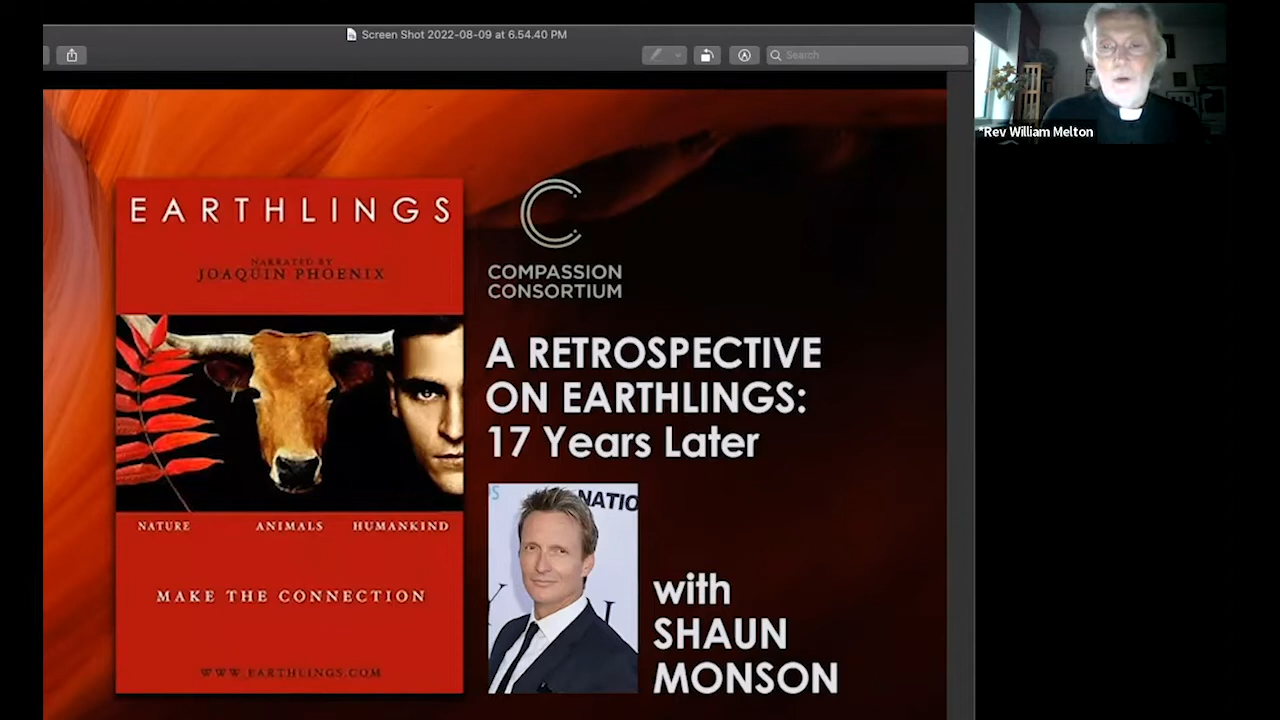 Screen Shot 2022-08-09 at 6.54.40 PM
Search
*Rev William Melton
EARTHLINGS
NARRATED BY
JOAQUIN PHOENIX
NATURE ANIMALS HUMANKIND
MAKE THE CONNECTION
WWW.EARTHLINGS.COM
COMPASSION
CONSORTIUM
A RETROSPECTIVE
ON EARTHLINGS:
17 Years Later
NATIO
with
SHAUN
MONSON